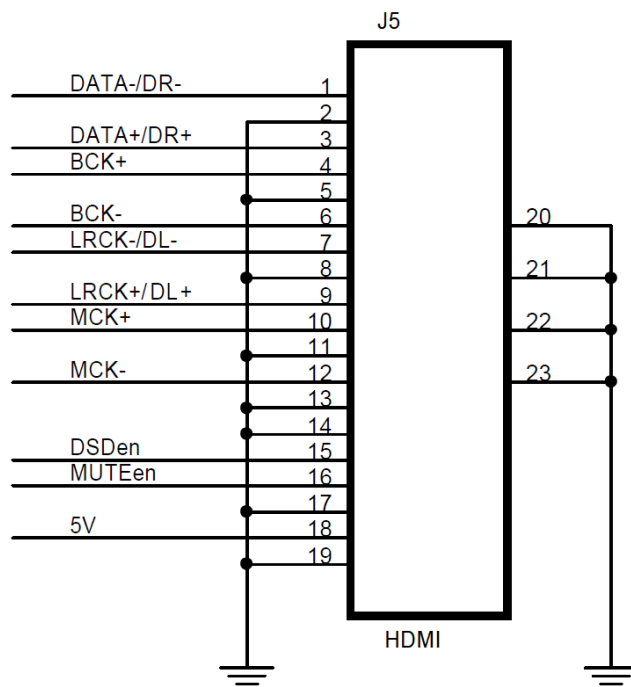 J5
DATA-/DR- 1
2
DATA+/DR+ 3
BCK+ 4
5
BCK- 6 20
LRCK-/DL- 7
8 21
LRCK+/DL+ 9
MCK+ 10 22
11
MCK- 12 23
13
14
DSDen 15
MUTEen 16
17
5V 18
19
HDMI